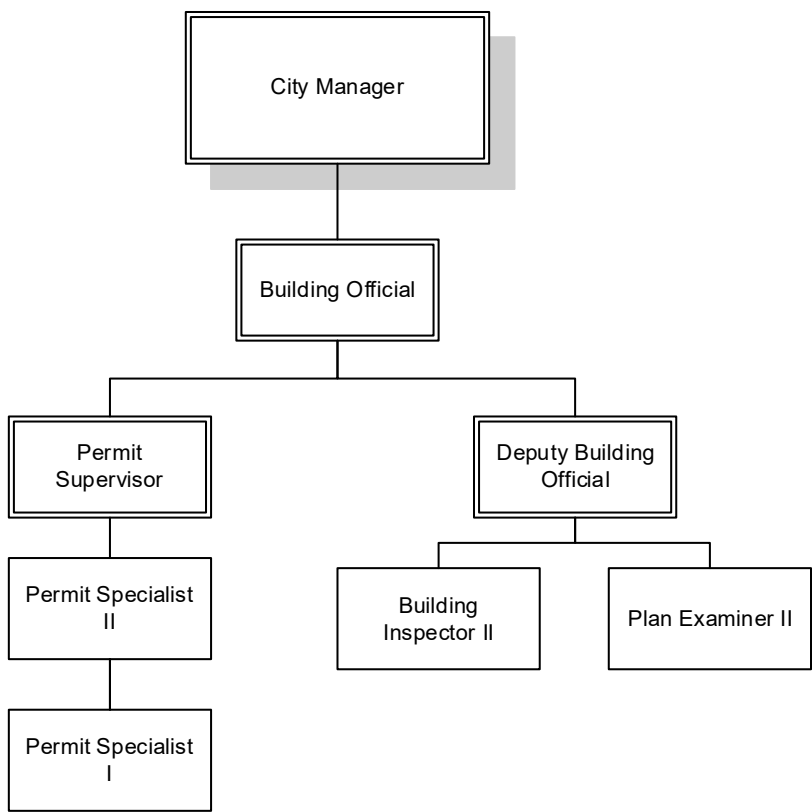 City Manager
Building Official
Permit
Supervisor
Deputy Building
Official
Permit Specialist
II
Building
Inspector II
Plan Examiner II
Permit Specialist
I